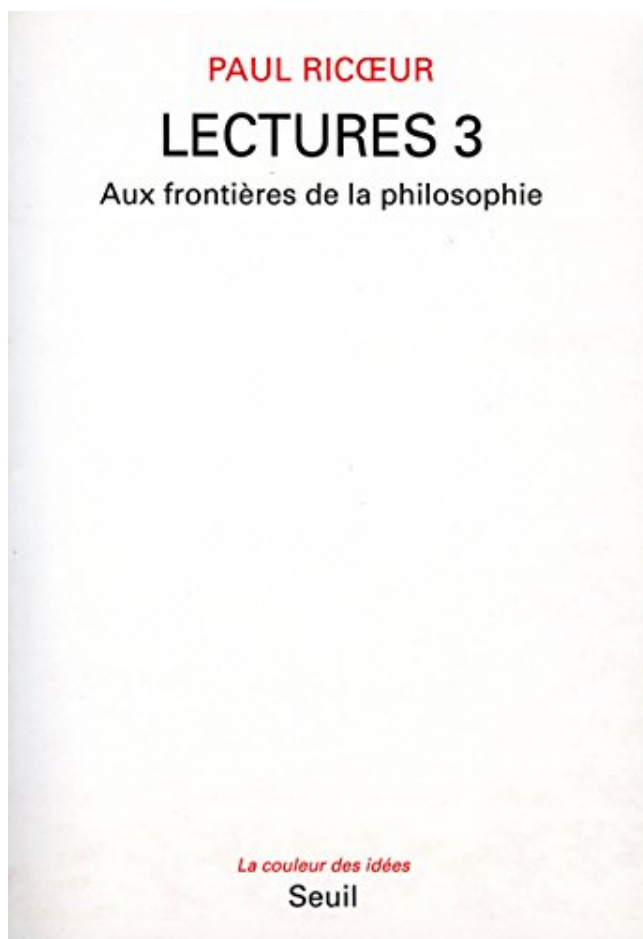 PAUL RICŒUR
LECTURES 3
Aux frontières de la philosophie
La couleur des idées
Seuil